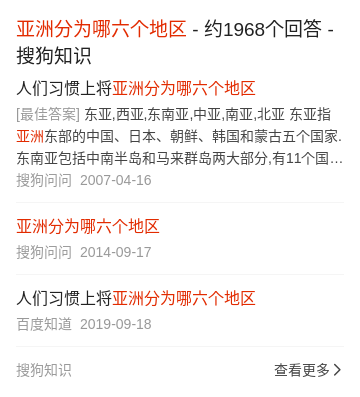 亚洲分为哪六个地区 - 约1968个回答 -
搜狗知识
人们习惯上将亚洲分为哪六个地区
[最佳答案] 东亚,西亚,东南亚,中亚,南亚,北亚 东亚指
亚洲东部的中国、日本、朝鲜、韩国和蒙古五个国家.
东南亚包括中南半岛和马来群岛两大部分,有11个国…
搜狗问问 2007-04-16
亚洲分为哪六个地区
搜狗问问 2014-09-17
人们习惯上将亚洲分为哪六个地区
百度知道 2019-09-18
搜狗知识 查看更多